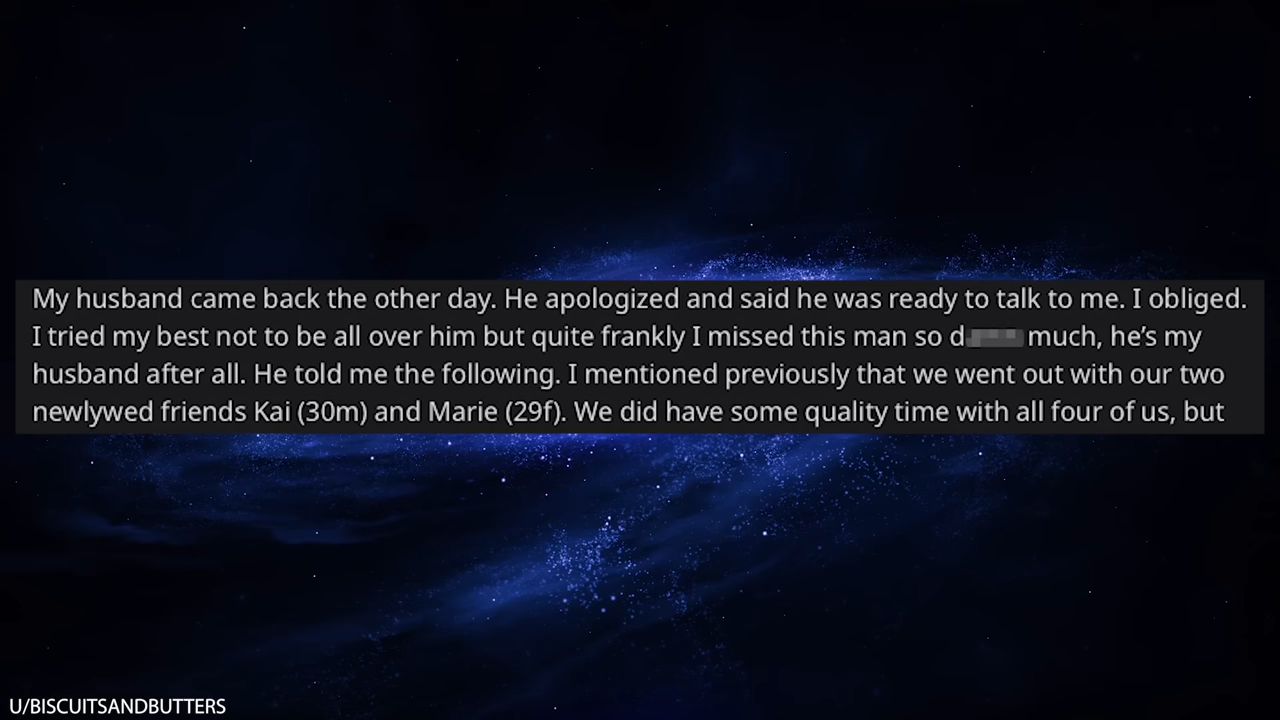 My husband came back the other day. He apologized and said he was ready to talk to me. I obliged.
I tried my best not to be all over him but quite frankly I missed this man so d much, he’s my
husband after all. He told me the following. I mentioned previously that we went out with our two
newlywed friends Kai (30m) and Marie (29f). We did have some quality time with all four of us, but
U/BISCUITSANDBUTTERS